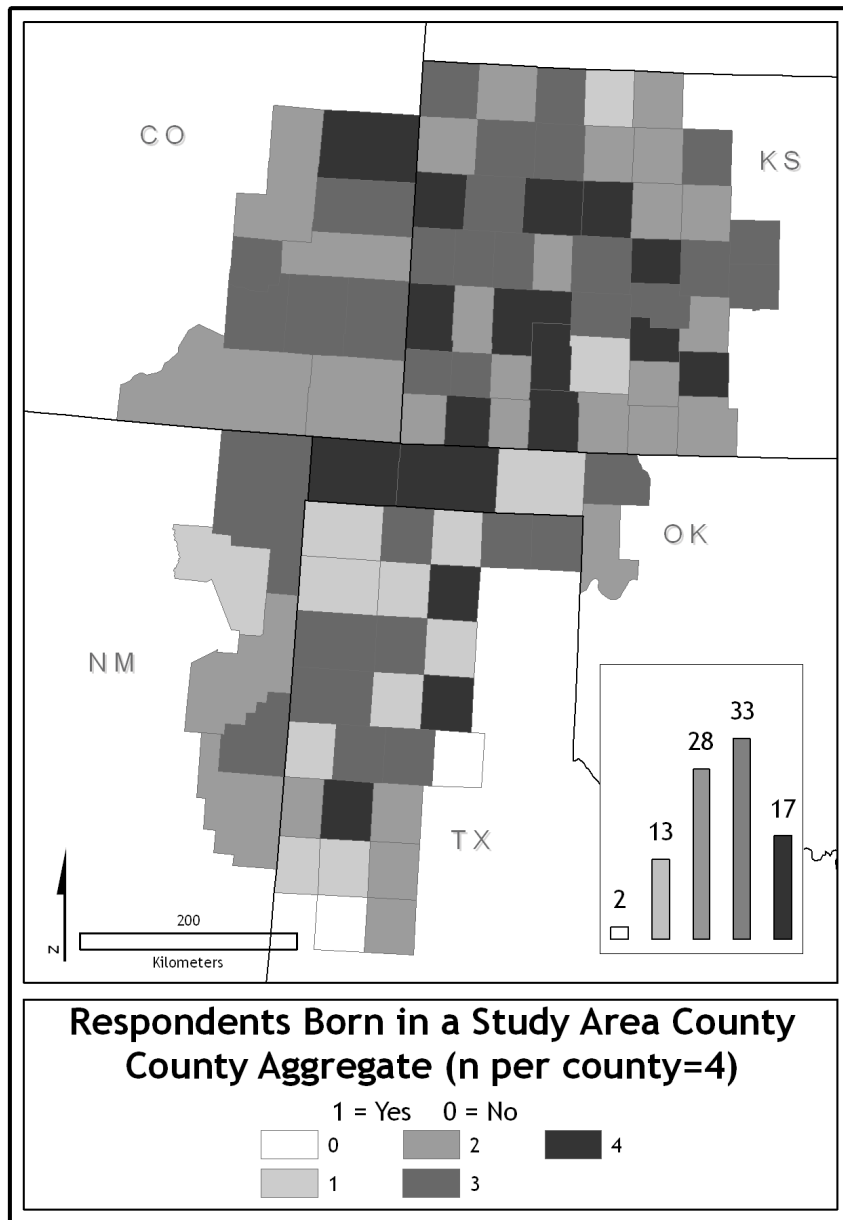 CO
KS
OK
NM
TX
33
28
17
13
2
200
Kilometers
z
Respondents Born in a Study Area County
County Aggregate (n per county=4)
1 = Yes 0 = No
0 2 4
1 3